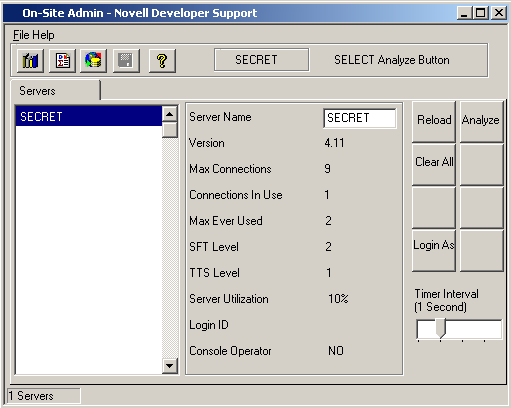 On-Site Admin - Novell Developer Support
File Help
SECRET
SELECT Analyze Button
Servers
SECRET
Server Name SECRET
Version 4.11
Max Connections 9
Connections In Use 1
Max Ever Used 2
SFT Level 2
TTS Level 1
Server Utilization 10%
Login ID
Console Operator NO
Reload Analyze
Clear All
Login As
Timer Interval
(1 Second)
1 Servers